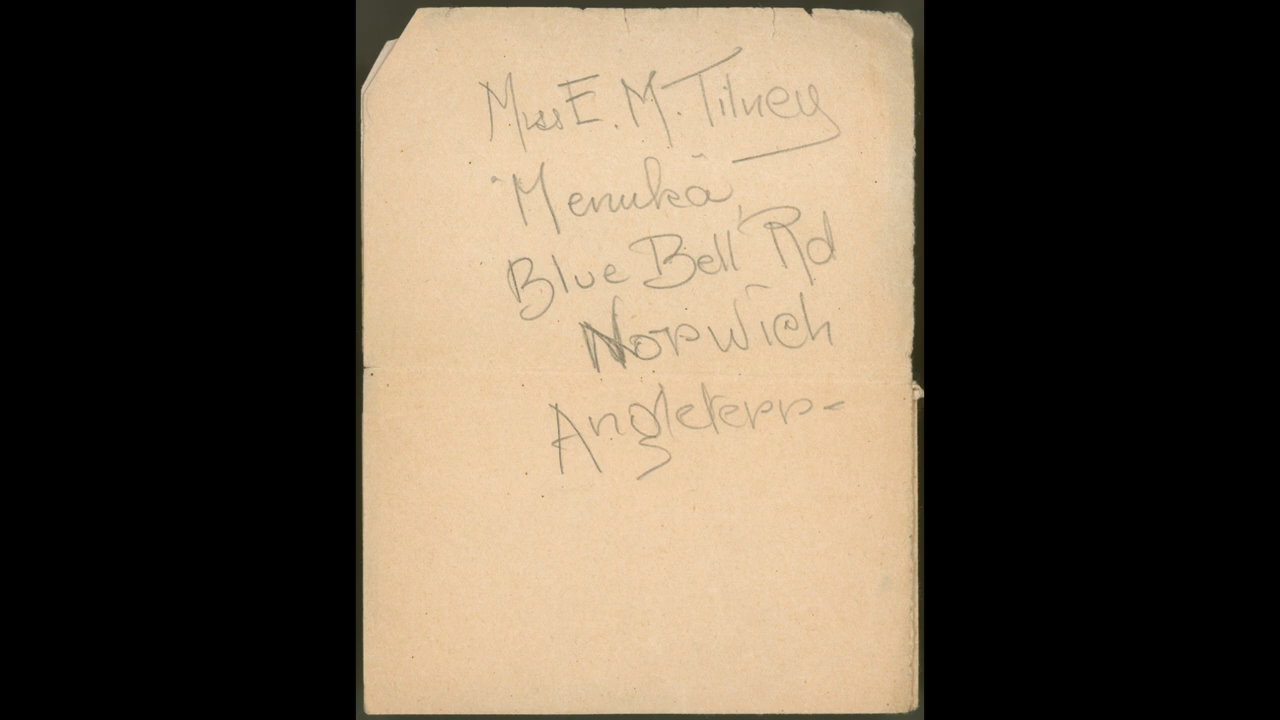 Miss E. M. Tilney
"Menuka"
Blue Bell Rd
Norwich
Angleterre